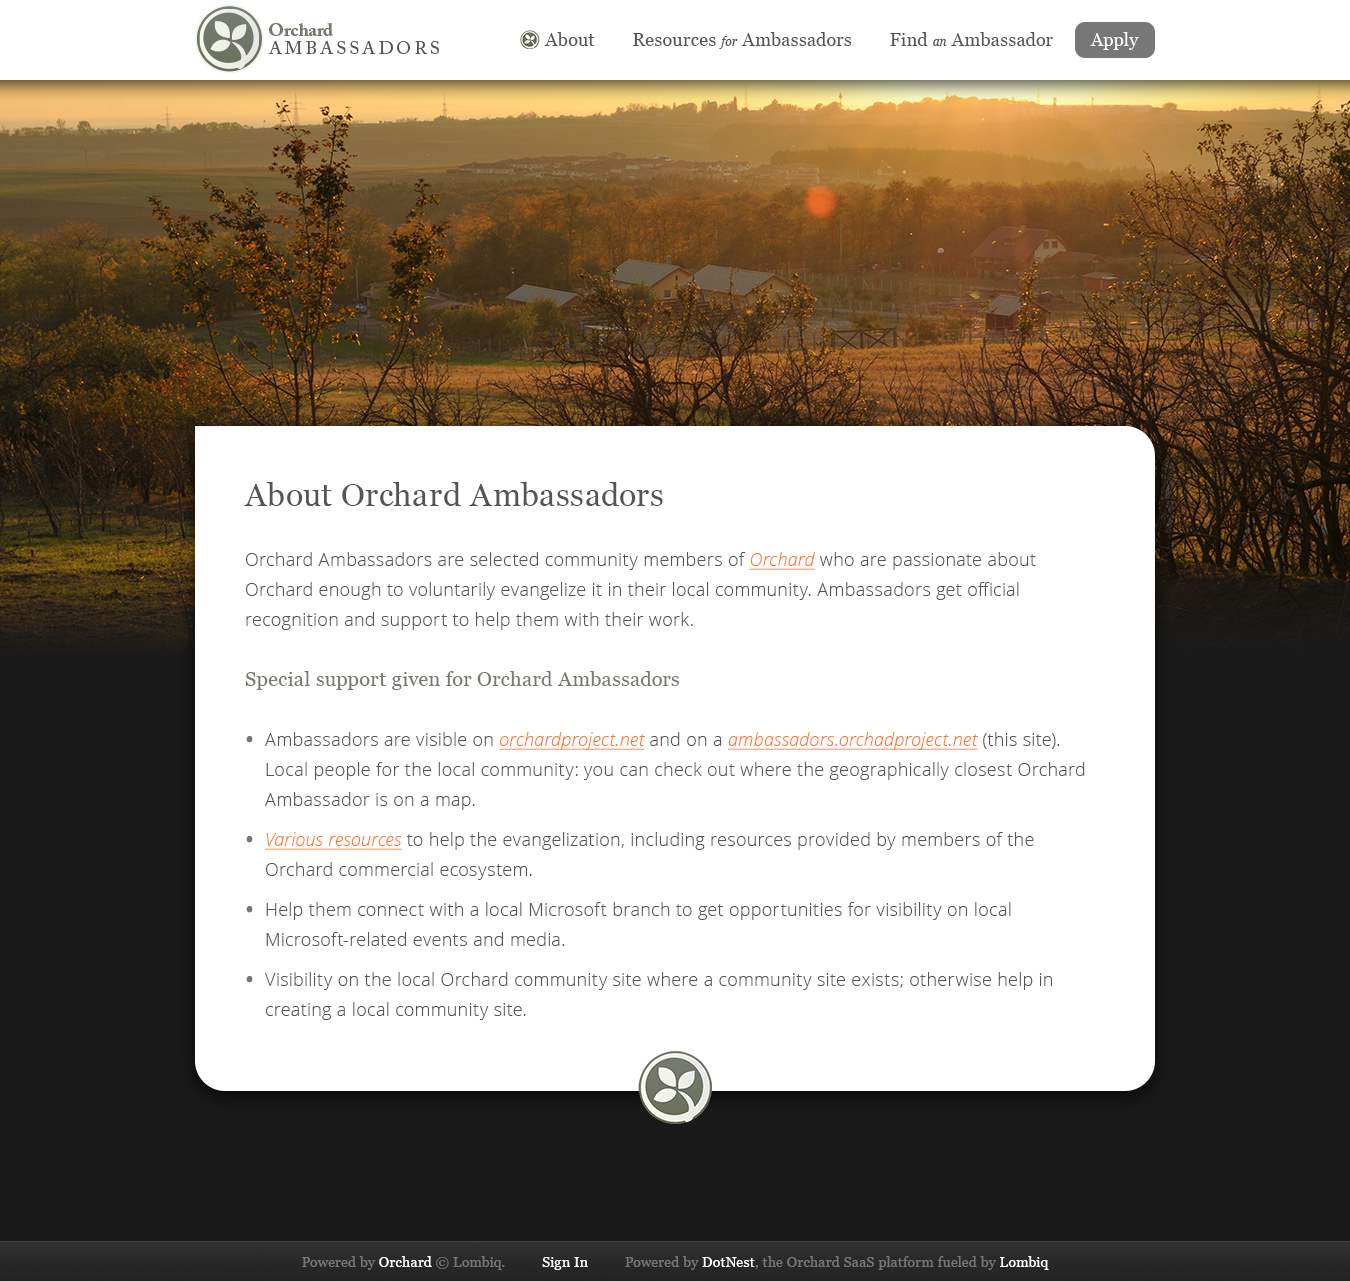 Orchard
AMBASSADORS
About
Resources for Ambassadors
Find an Ambassador
Apply
About Orchard Ambassadors
Orchard Ambassadors are selected community members of Orchard who are passionate about
Orchard enough to voluntarily evangelize it in their local community. Ambassadors get official
recognition and support to help them with their work.
Special support given for Orchard Ambassadors
• Ambassadors are visible on orchardproject.net and on a ambassadors.orchadproject.net (this site).
Local people for the local community: you can check out where the geographically closest Orchard
Ambassador is on a map.
• Various resources to help the evangelization, including resources provided by members of the
Orchard commercial ecosystem.
• Help them connect with a local Microsoft branch to get opportunities for visibility on local
Microsoft-related events and media.
• Visibility on the local Orchard community site where a community site exists; otherwise help in
creating a local community site.
Powered by Orchard © Lombiq.
Sign In
Powered by DotNest, the Orchard SaaS platform fueled by Lombiq